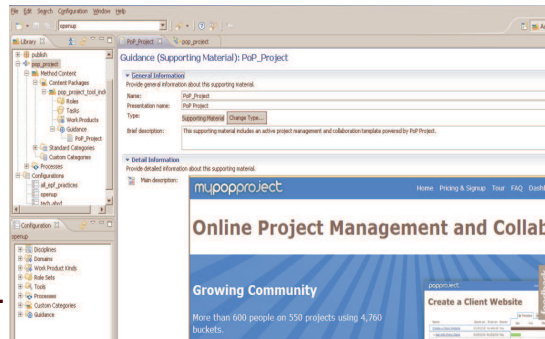 File Edit Search Configuration Window Help
openup
Library
publish
pop_project
Method Content
Content Packages
pop_project_tool_ind
Roles
Tasks
Work Products
Guidance
PoP_Project
Standard Categories
Custom Categories
Processes
Configurations
all_epf_practices
openup
Configuration
openup
Disciplines
Domains
Work Product Kinds
Role Sets
Tools
Processes
Custom Categories
Guidance
PoP_Project pop_project
Guidance (Supporting Material): PoP_Project
General Information
Provide general information about this supporting material.
Name: PoP_Project
Presentation name: PoP Project
Type: Supporting Material Change Type...
Brief description: This supporting material includes an active project management and collaboration template powered by PoP Project.
Detail Information
Provide detailed information about this supporting material.
Main description:
mypopproject Home Pricing & Signup Tour FAQ Dash
Online Project Management and Collab
Growing Community
More than 600 people on 550 projects using 4,760
buckets.
popproject
Create a Client Website